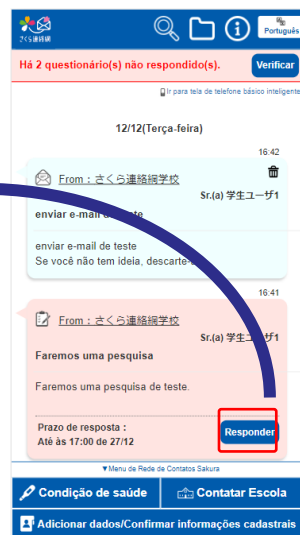 さくら連絡網
Português
Há 2 questionário(s) não respondido(s).
Verificar
Ir para tela de telefone básico inteligente
12/12(Terça-feira)
16:42
From：さくら連絡網学校
Sr.(a) 学生ユーザ1
enviar e-mail de teste
enviar e-mail de teste
Se você não tem ideia, descarte-
16:41
From：さくら連絡網学校
Sr.(a) 学生ユーザ1
Faremos uma pesquisa
Faremos uma pesquisa de teste.
Prazo de resposta：
Até às 17:00 de 27/12
Responder
▼Menu de Rede de Contatos Sakura
Condição de saúde
Contatar Escola
Adicionar dados/Confirmar informações cadastrais